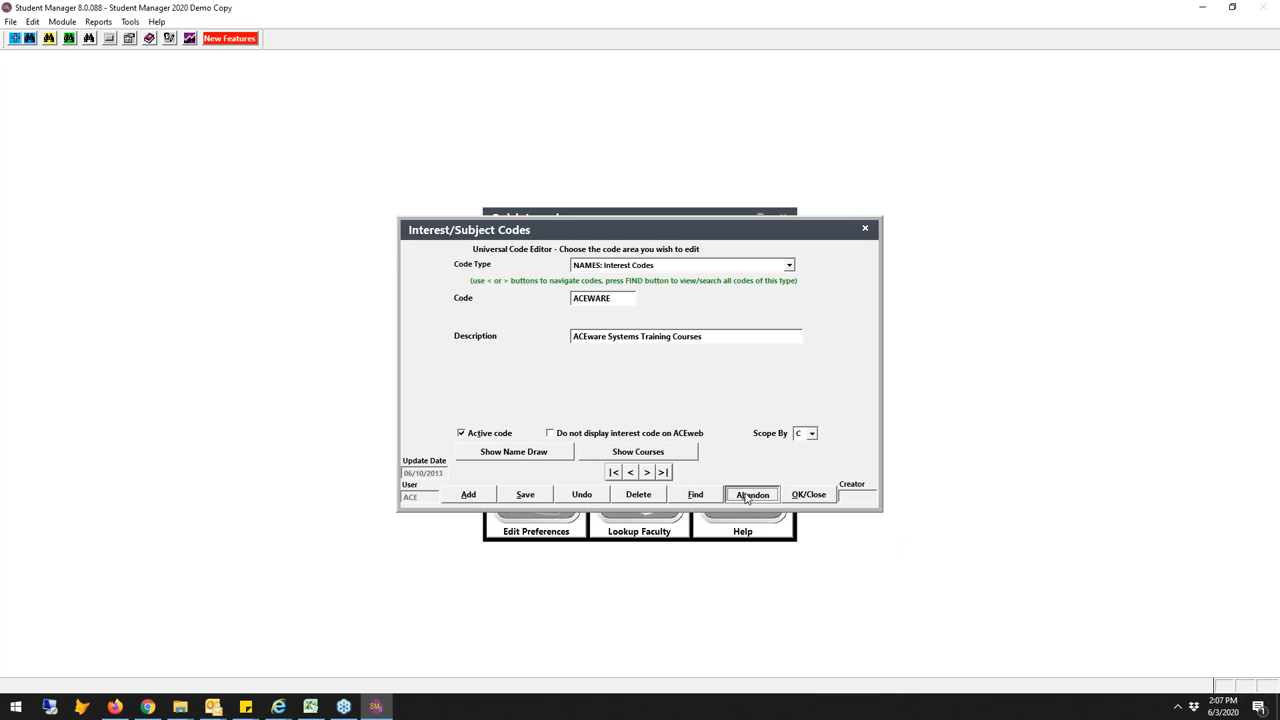 Student Manager 8.0.088 - Student Manager 2020 Demo Copy
File Edit Module Reports Tools Help
New Features
Interest/Subject Codes
Universal Code Editor - Choose the code area you wish to edit
Code Type NAMES: Interest Codes
(use < or > buttons to navigate codes, press FIND button to view/search all codes of this type)
Code ACEWARE
Description ACEware Systems Training Courses
Active code Do not display interest code on ACEweb Scope By C
Show Name Draw Show Courses
Update Date
06/10/2013 |< < > >|
User
ACE
Add Save Undo Delete Find Abandon OK/Close
Creator
Edit Preferences Lookup Faculty Help
2:07 PM
6/3/2020